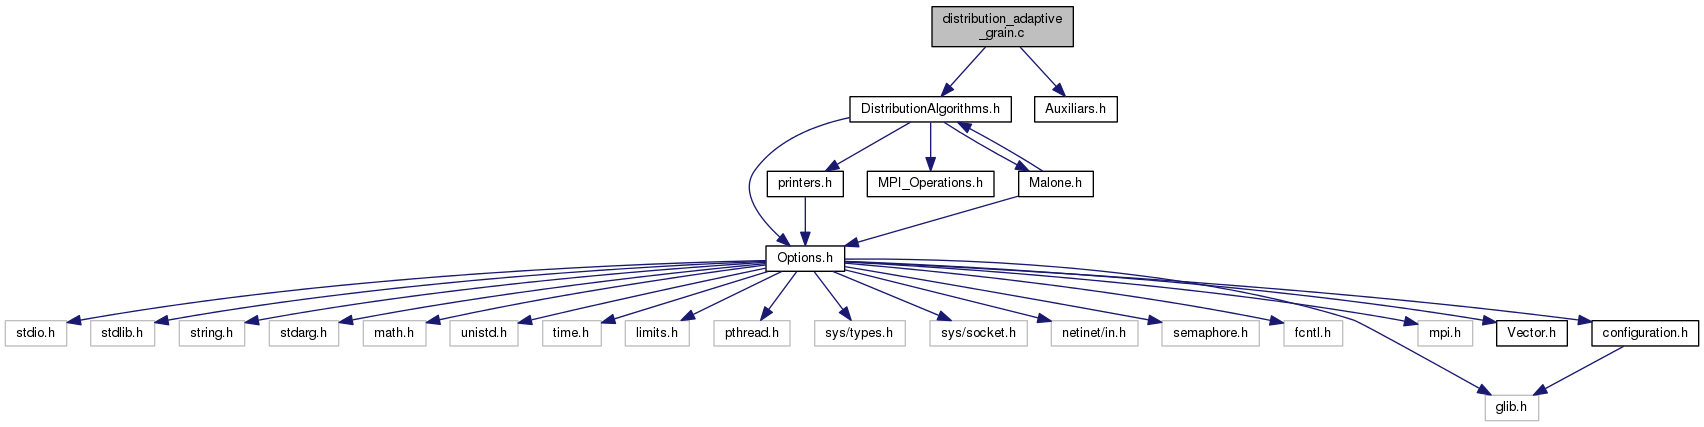 distribution_adaptive
_grain.c
DistributionAlgorithms.h
Auxiliars.h
printers.h
MPI_Operations.h
Malone.h
Options.h
stdio.h
stdlib.h
string.h
stdarg.h
math.h
unistd.h
time.h
limits.h
pthread.h
sys/types.h
sys/socket.h
netinet/in.h
semaphore.h
fcntl.h
mpi.h
Vector.h
configuration.h
glib.h